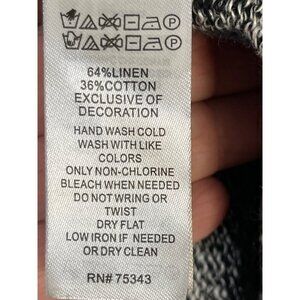 64%LINEN
36%COTTON
EXCLUSIVE OF
DECORATION
HAND WASH COLD
WASH WITH LIKE
COLORS
ONLY NON-CHLORINE
BLEACH WHEN NEEDED
DO NOT WRING OR
TWIST
DRY FLAT
LOW IRON IF NEEDED
OR DRY CLEAN
RN# 75343